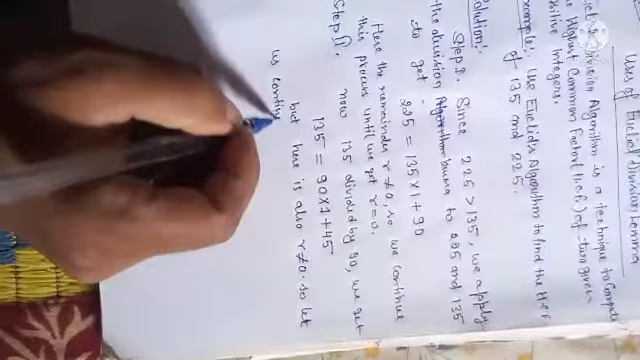 Uses of Euclid division Lemma
Euclid's Division Algorithm is a technique to Compute
the Highest Common Factor (H.C.F.) of two given
positive Integers.
Example:- Use Euclid's Algorithm to find the HCF
of 135 and 225.
Solution:-
Step I. Since 225 > 135, we apply
the division lemma to 225 and 135
to get -
225 = 135 × 1 + 90
Here the remainder r ≠ 0, so we continue
this process until we get r = 0.
Step II. now 135 divided by 90, we get
135 = 90 × 1 + 45
but here is also r ≠ 0. so let
us contin